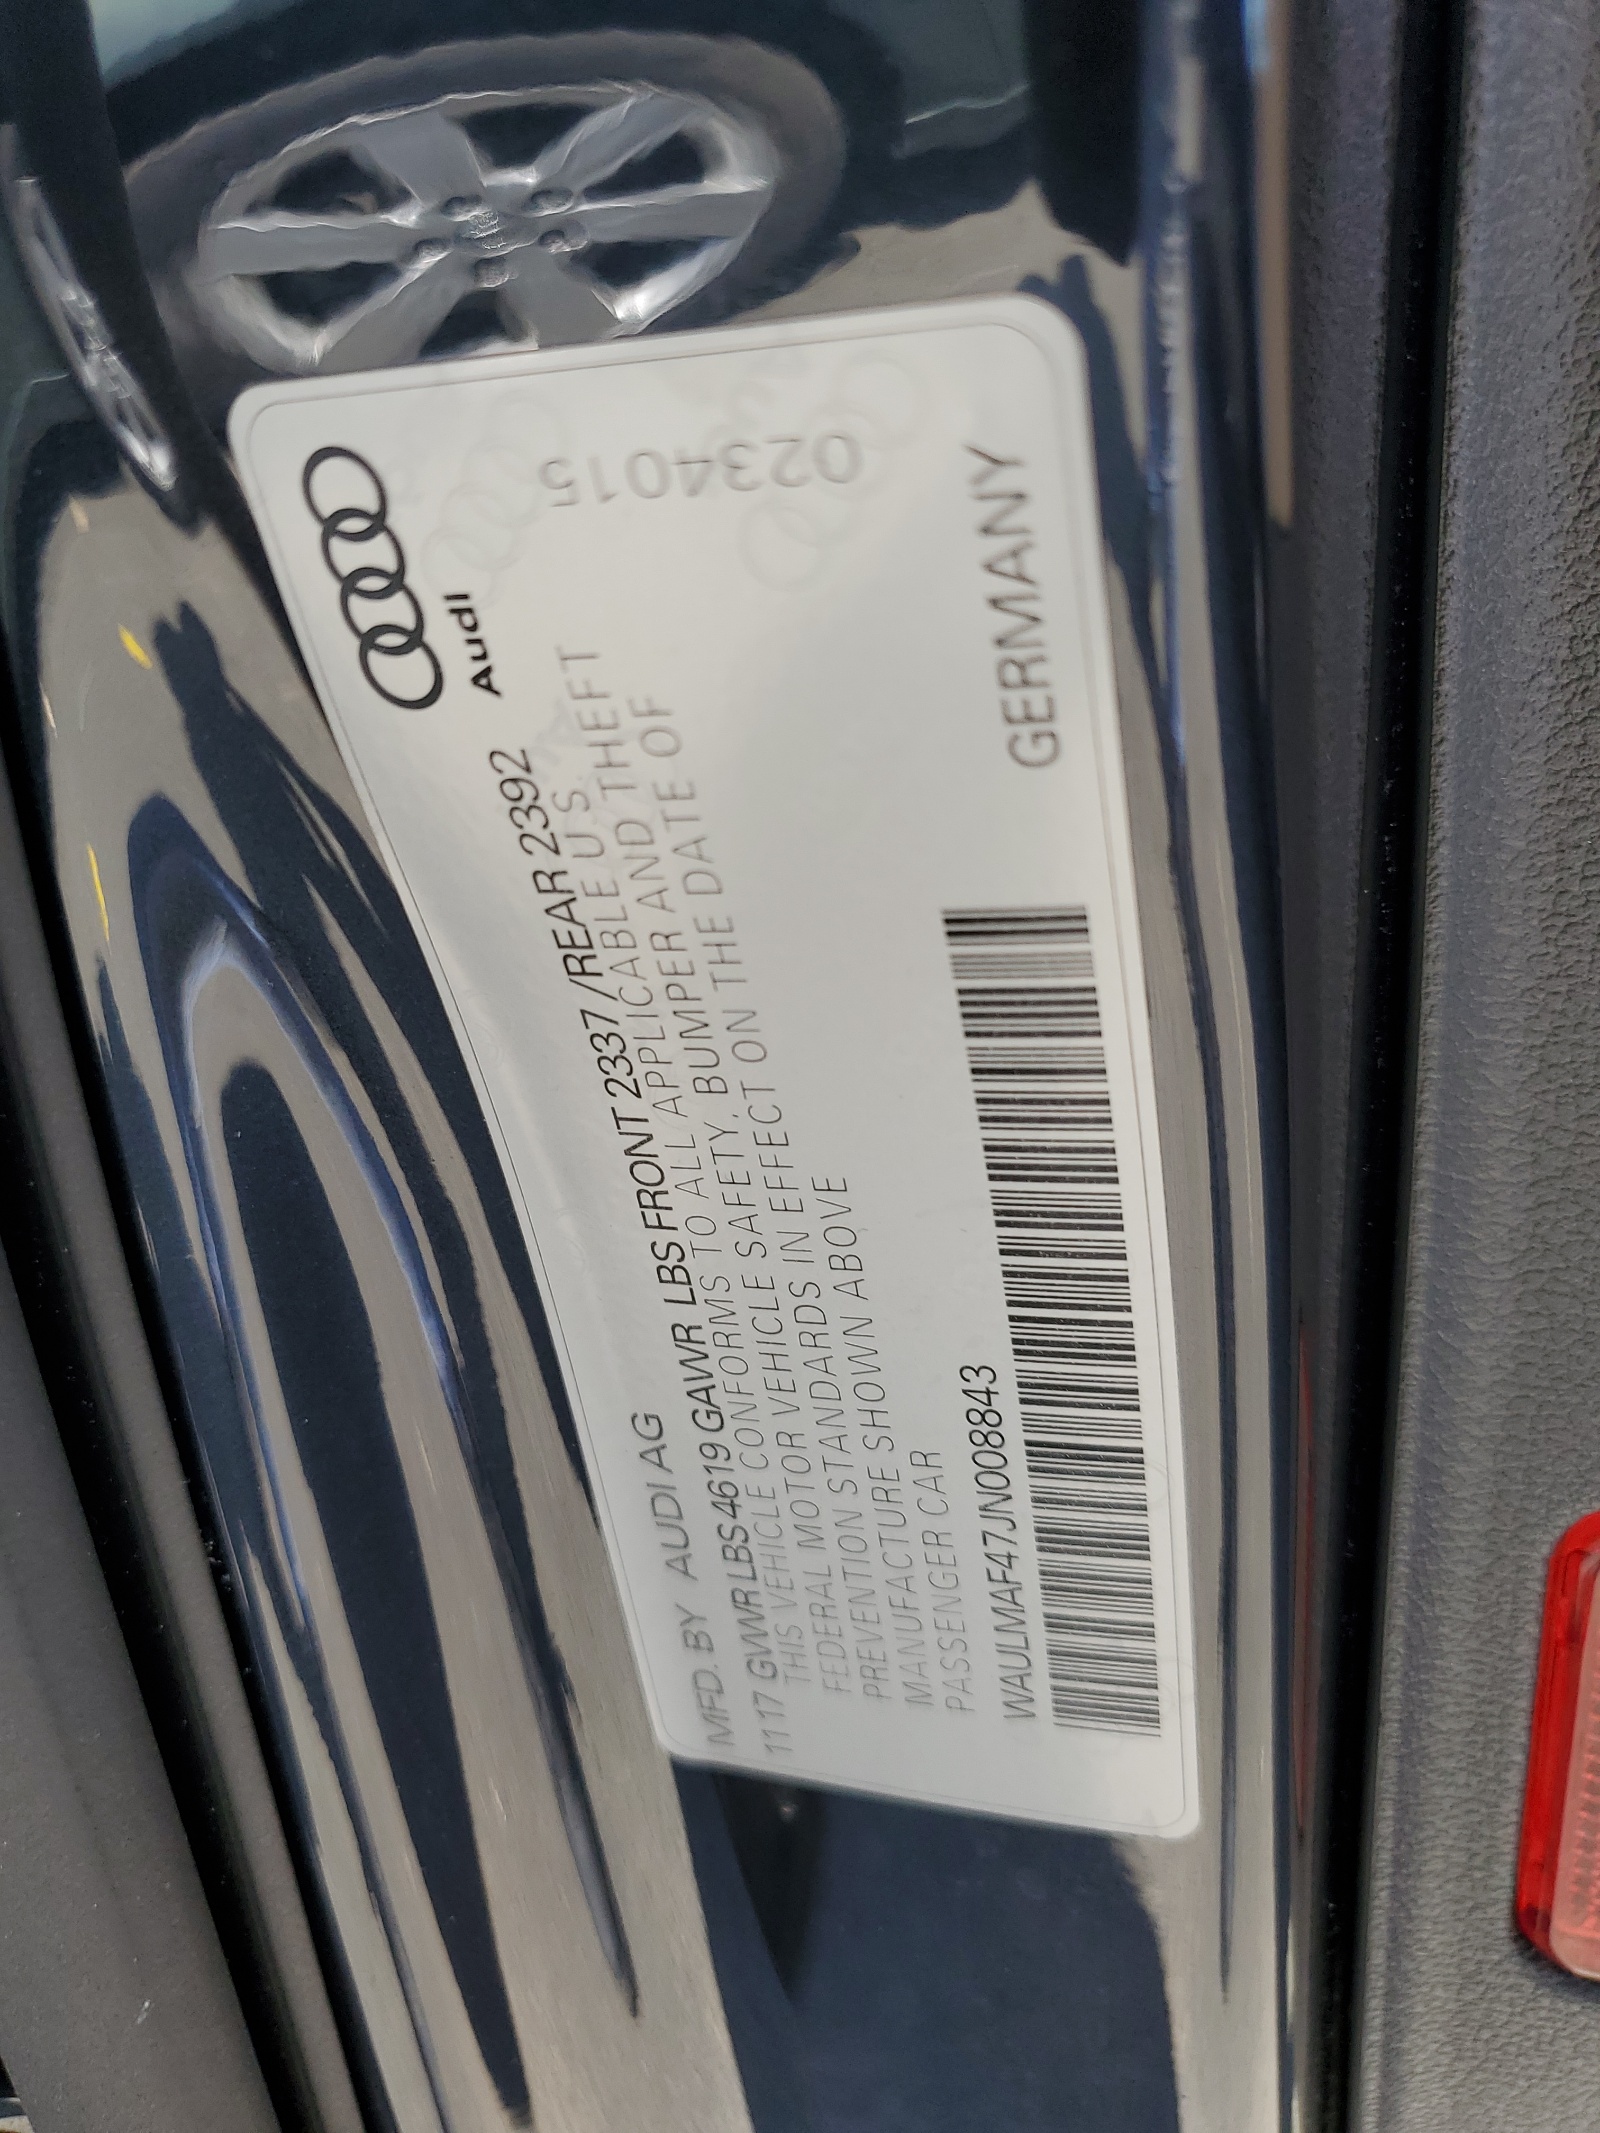 Audi
MFD. BY AUDI AG
11 17 GVWR LBS 4619 GAWR LBS FRONT 2337 / REAR 2392
THIS VEHICLE CONFORMS TO ALL APPLICABLE U.S.
FEDERAL MOTOR VEHICLE SAFETY, BUMPER AND THEFT
PREVENTION STANDARDS IN EFFECT ON THE DATE OF
MANUFACTURE SHOWN ABOVE
PASSENGER CAR
WAULMAF47JN008843
GERMANY
0234015